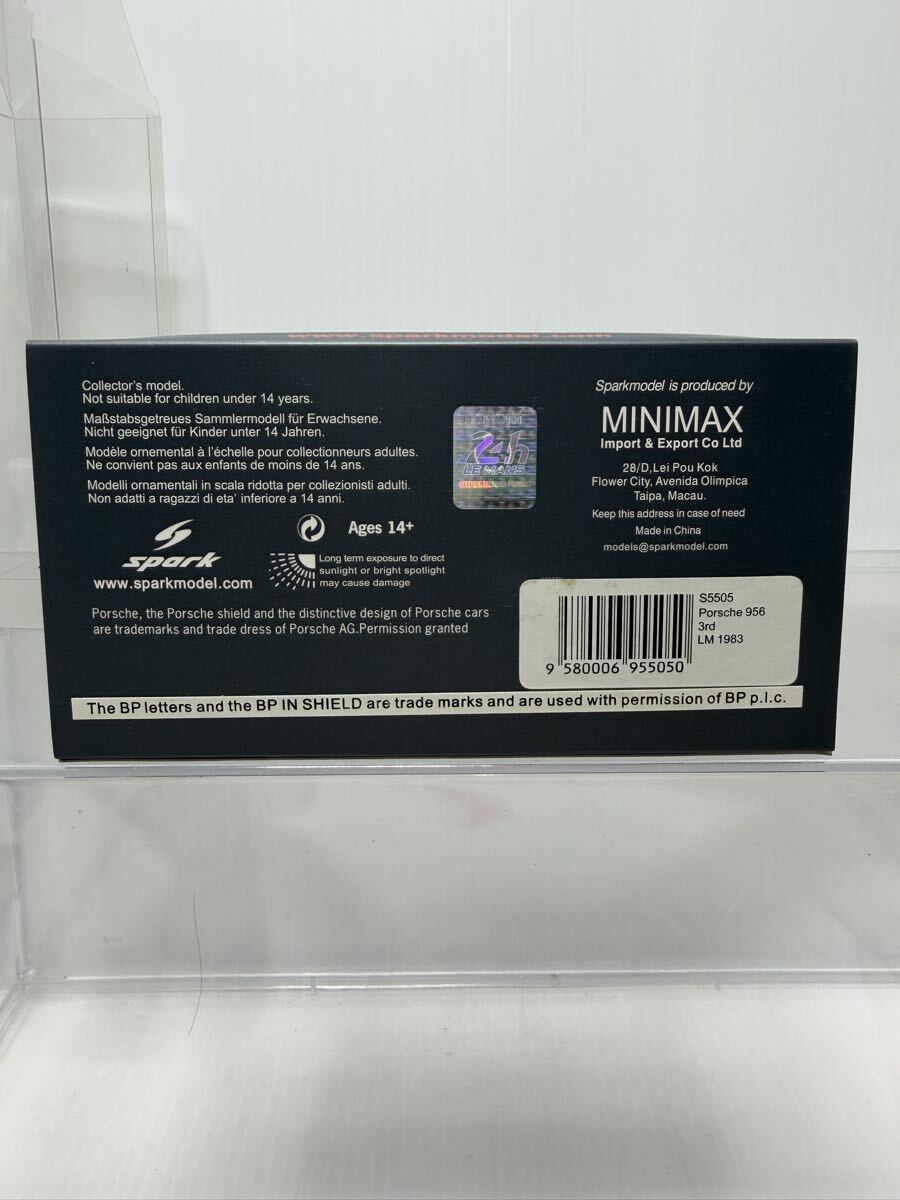 www.sparkmodel.com
Collector's model.
Not suitable for children under 14 years.
Maßstabsgetreues Sammlermodell für Erwachsene.
Nicht geeignet für Kinder unter 14 Jahren.
Modèle ornemental à l'échelle pour collectionneurs adultes.
Ne convient pas aux enfants de moins de 14 ans.
Modelli ornamentali in scala ridotta per collezionisti adulti.
Non adatti a ragazzi di eta' inferiore a 14 anni.
spark
www.sparkmodel.com
Ages 14+
Long term exposure to direct
sunlight or bright spotlight
may cause damage
Porsche, the Porsche shield and the distinctive design of Porsche cars
are trademarks and trade dress of Porsche AG.Permission granted
24h
LE MANS
Sparkmodel is produced by
MINIMAX
Import & Export Co Ltd
28/D,Lei Pou Kok
Flower City, Avenida Olimpica
Taipa, Macau.
Keep this address in case of need
Made in China
models@sparkmodel.com
S5505
Porsche 956
3rd
LM 1983
9 580006 955050
The BP letters and the BP IN SHIELD are trade marks and are used with permission of BP p.l.c.